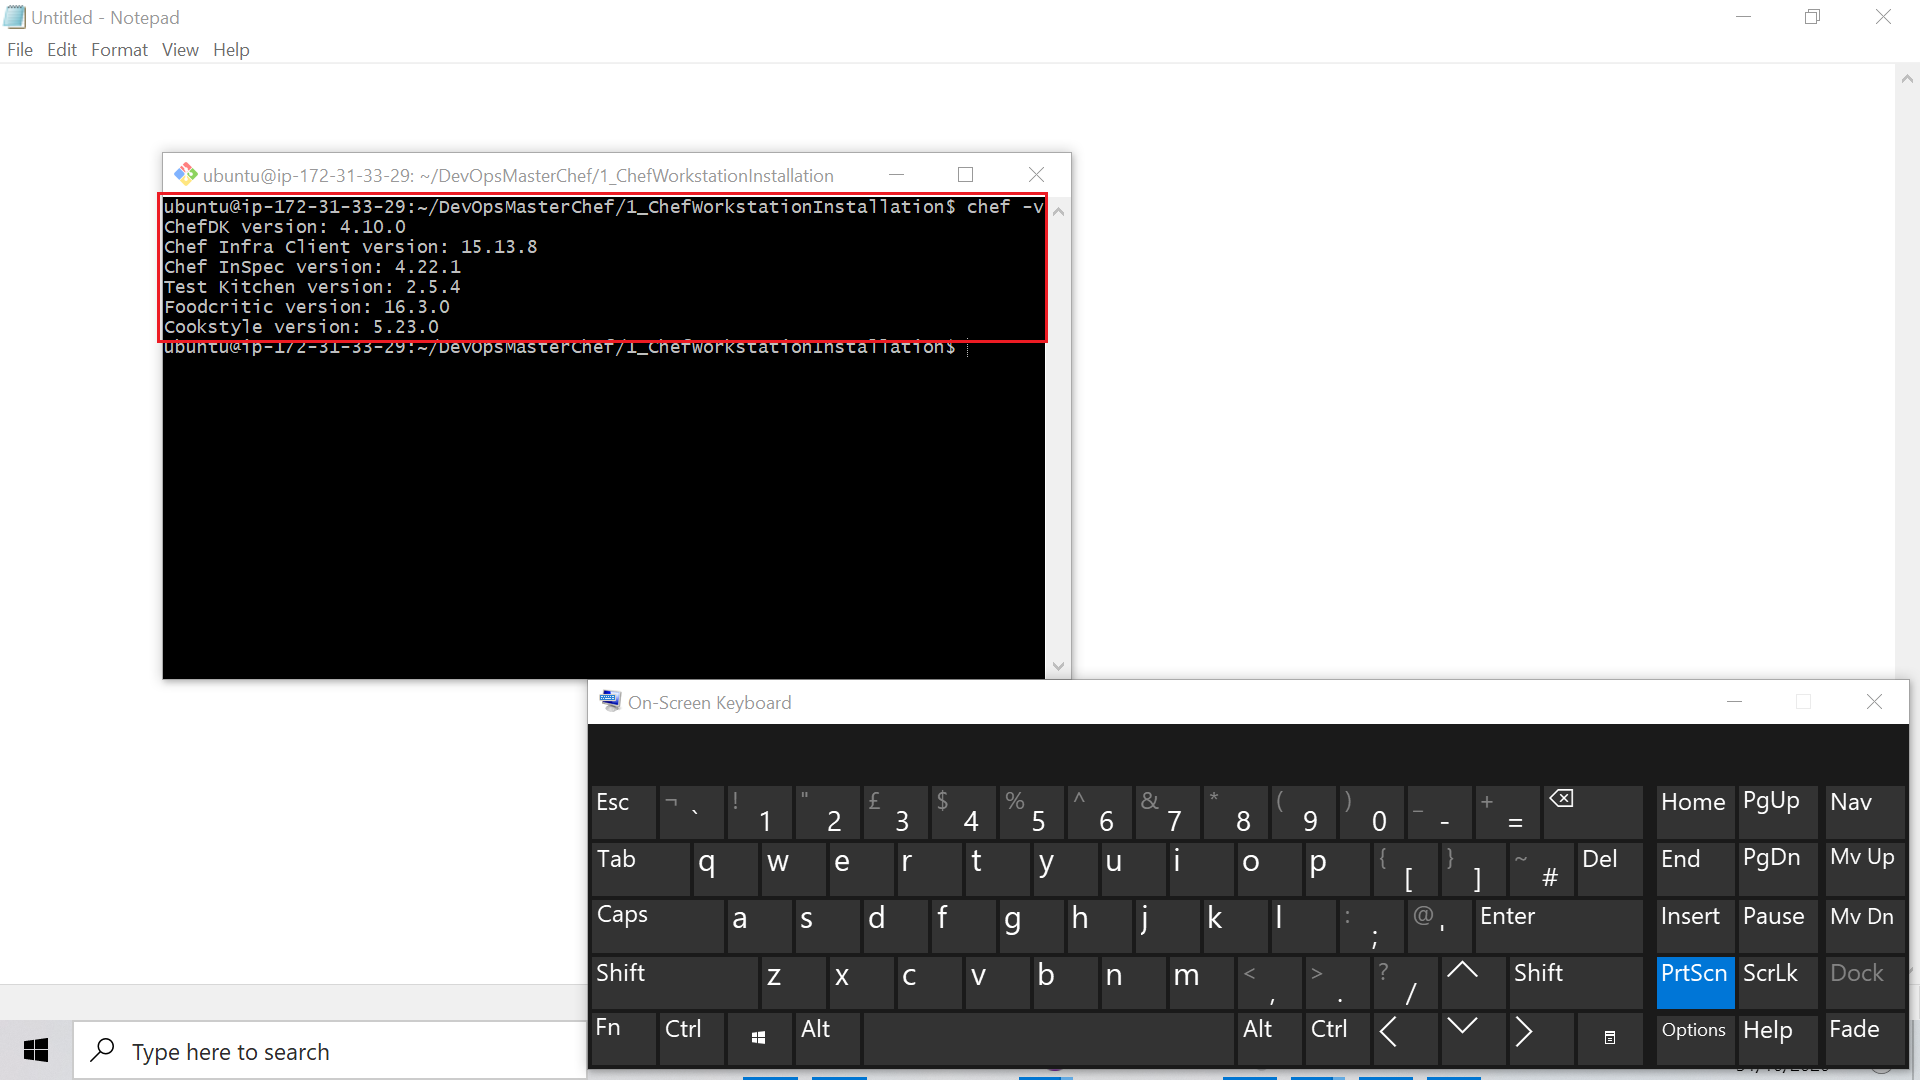 Untitled - Notepad
File Edit Format View Help
ubuntu@ip-172-31-33-29: ~/DevOpsMasterChef/1_ChefWorkstationInstallation
ubuntu@ip-172-31-33-29:~/DevOpsMasterChef/1_ChefWorkstationInstallation$ chef -v
ChefDK version: 4.10.0
Chef Infra Client version: 15.13.8
Chef InSpec version: 4.22.1
Test Kitchen version: 2.5.4
Foodcritic version: 16.3.0
Cookstyle version: 5.23.0
ubuntu@ip-172-31-33-29:~/DevOpsMasterChef/1_ChefWorkstationInstallation$
On-Screen Keyboard
Esc ¬ ` ! 1 " 2 £ 3 $ 4 % 5 ^ 6 & 7 * 8 ( 9 ) 0 _ - + = Home PgUp Nav
Tab q w e r t y u i o p { [ } ] ~ # Del End PgDn Mv Up
Caps a s d f g h j k l : ; @ ' Enter Insert Pause Mv Dn
Shift z x c v b n m < , > . ? / Shift PrtScn ScrLk Dock
Fn Ctrl Alt Alt Ctrl Options Help Fade
Type here to search